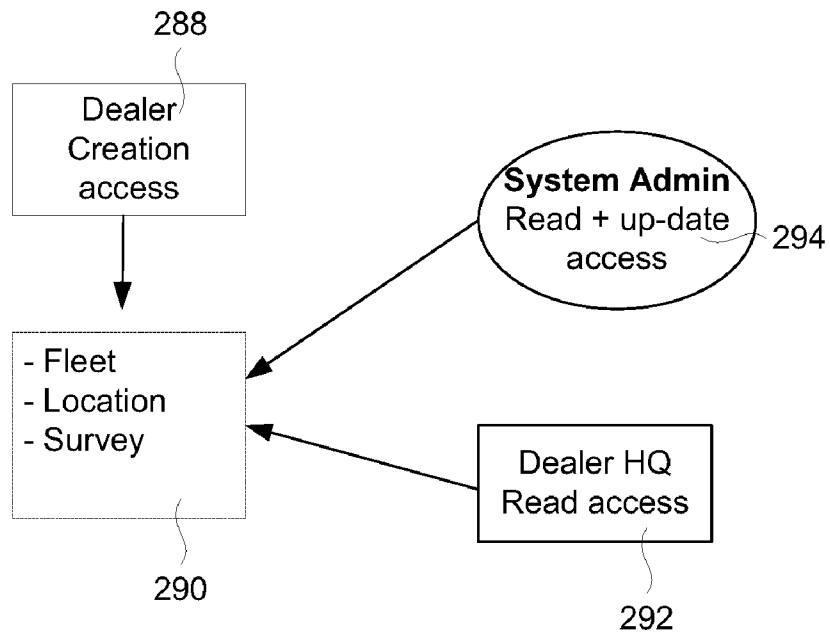 288
Dealer
Creation
access
System Admin
Read + up-date
access
294
- Fleet
- Location
- Survey
290
Dealer HQ
Read access
292